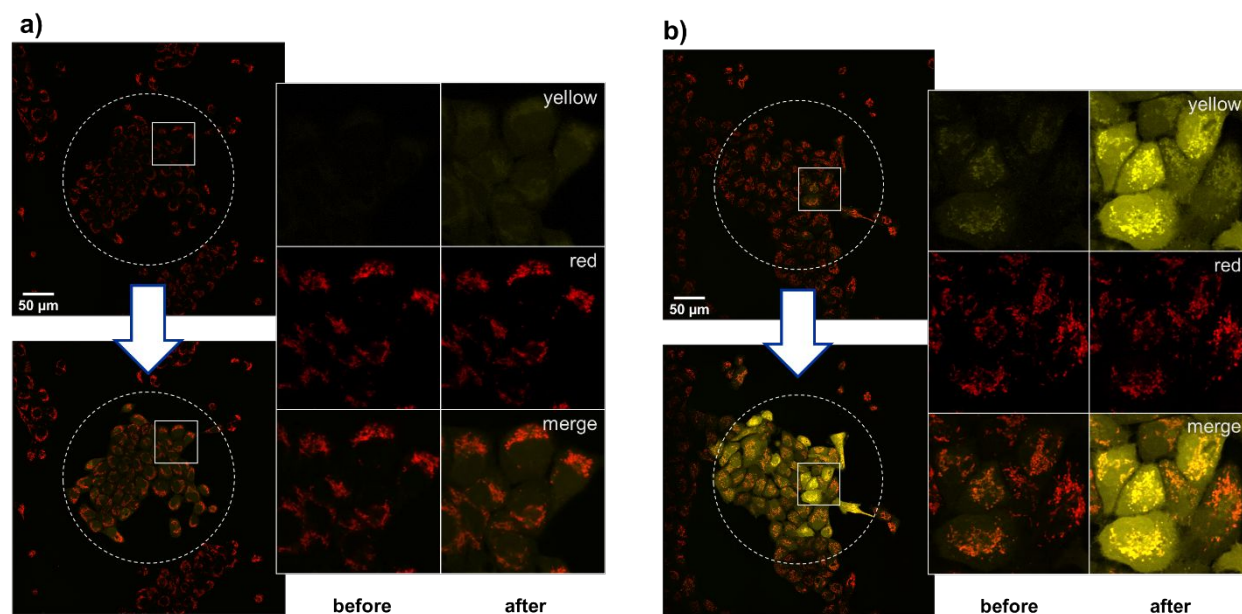 a)
yellow
red
50 µm
merge
before after
b)
yellow
red
50 µm
merge
before after